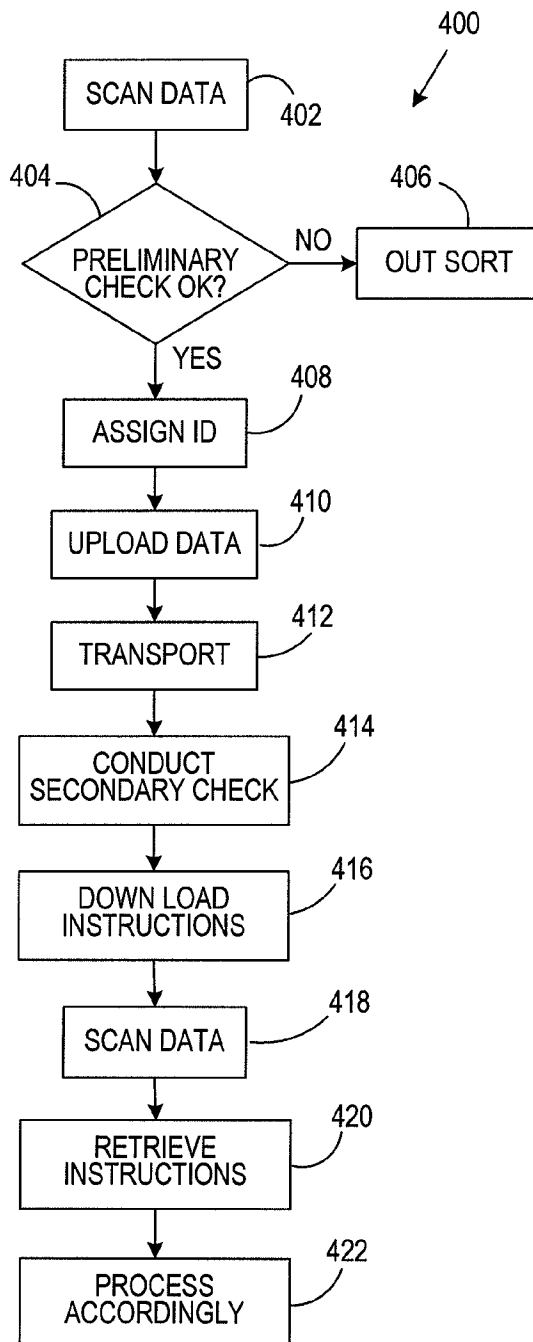 400
SCAN DATA
402
404
406
PRELIMINARY
CHECK OK?
NO
OUT SORT
YES
408
ASSIGN ID
410
UPLOAD DATA
412
TRANSPORT
414
CONDUCT
SECONDARY CHECK
416
DOWN LOAD
INSTRUCTIONS
418
SCAN DATA
420
RETRIEVE
INSTRUCTIONS
422
PROCESS
ACCORDINGLY